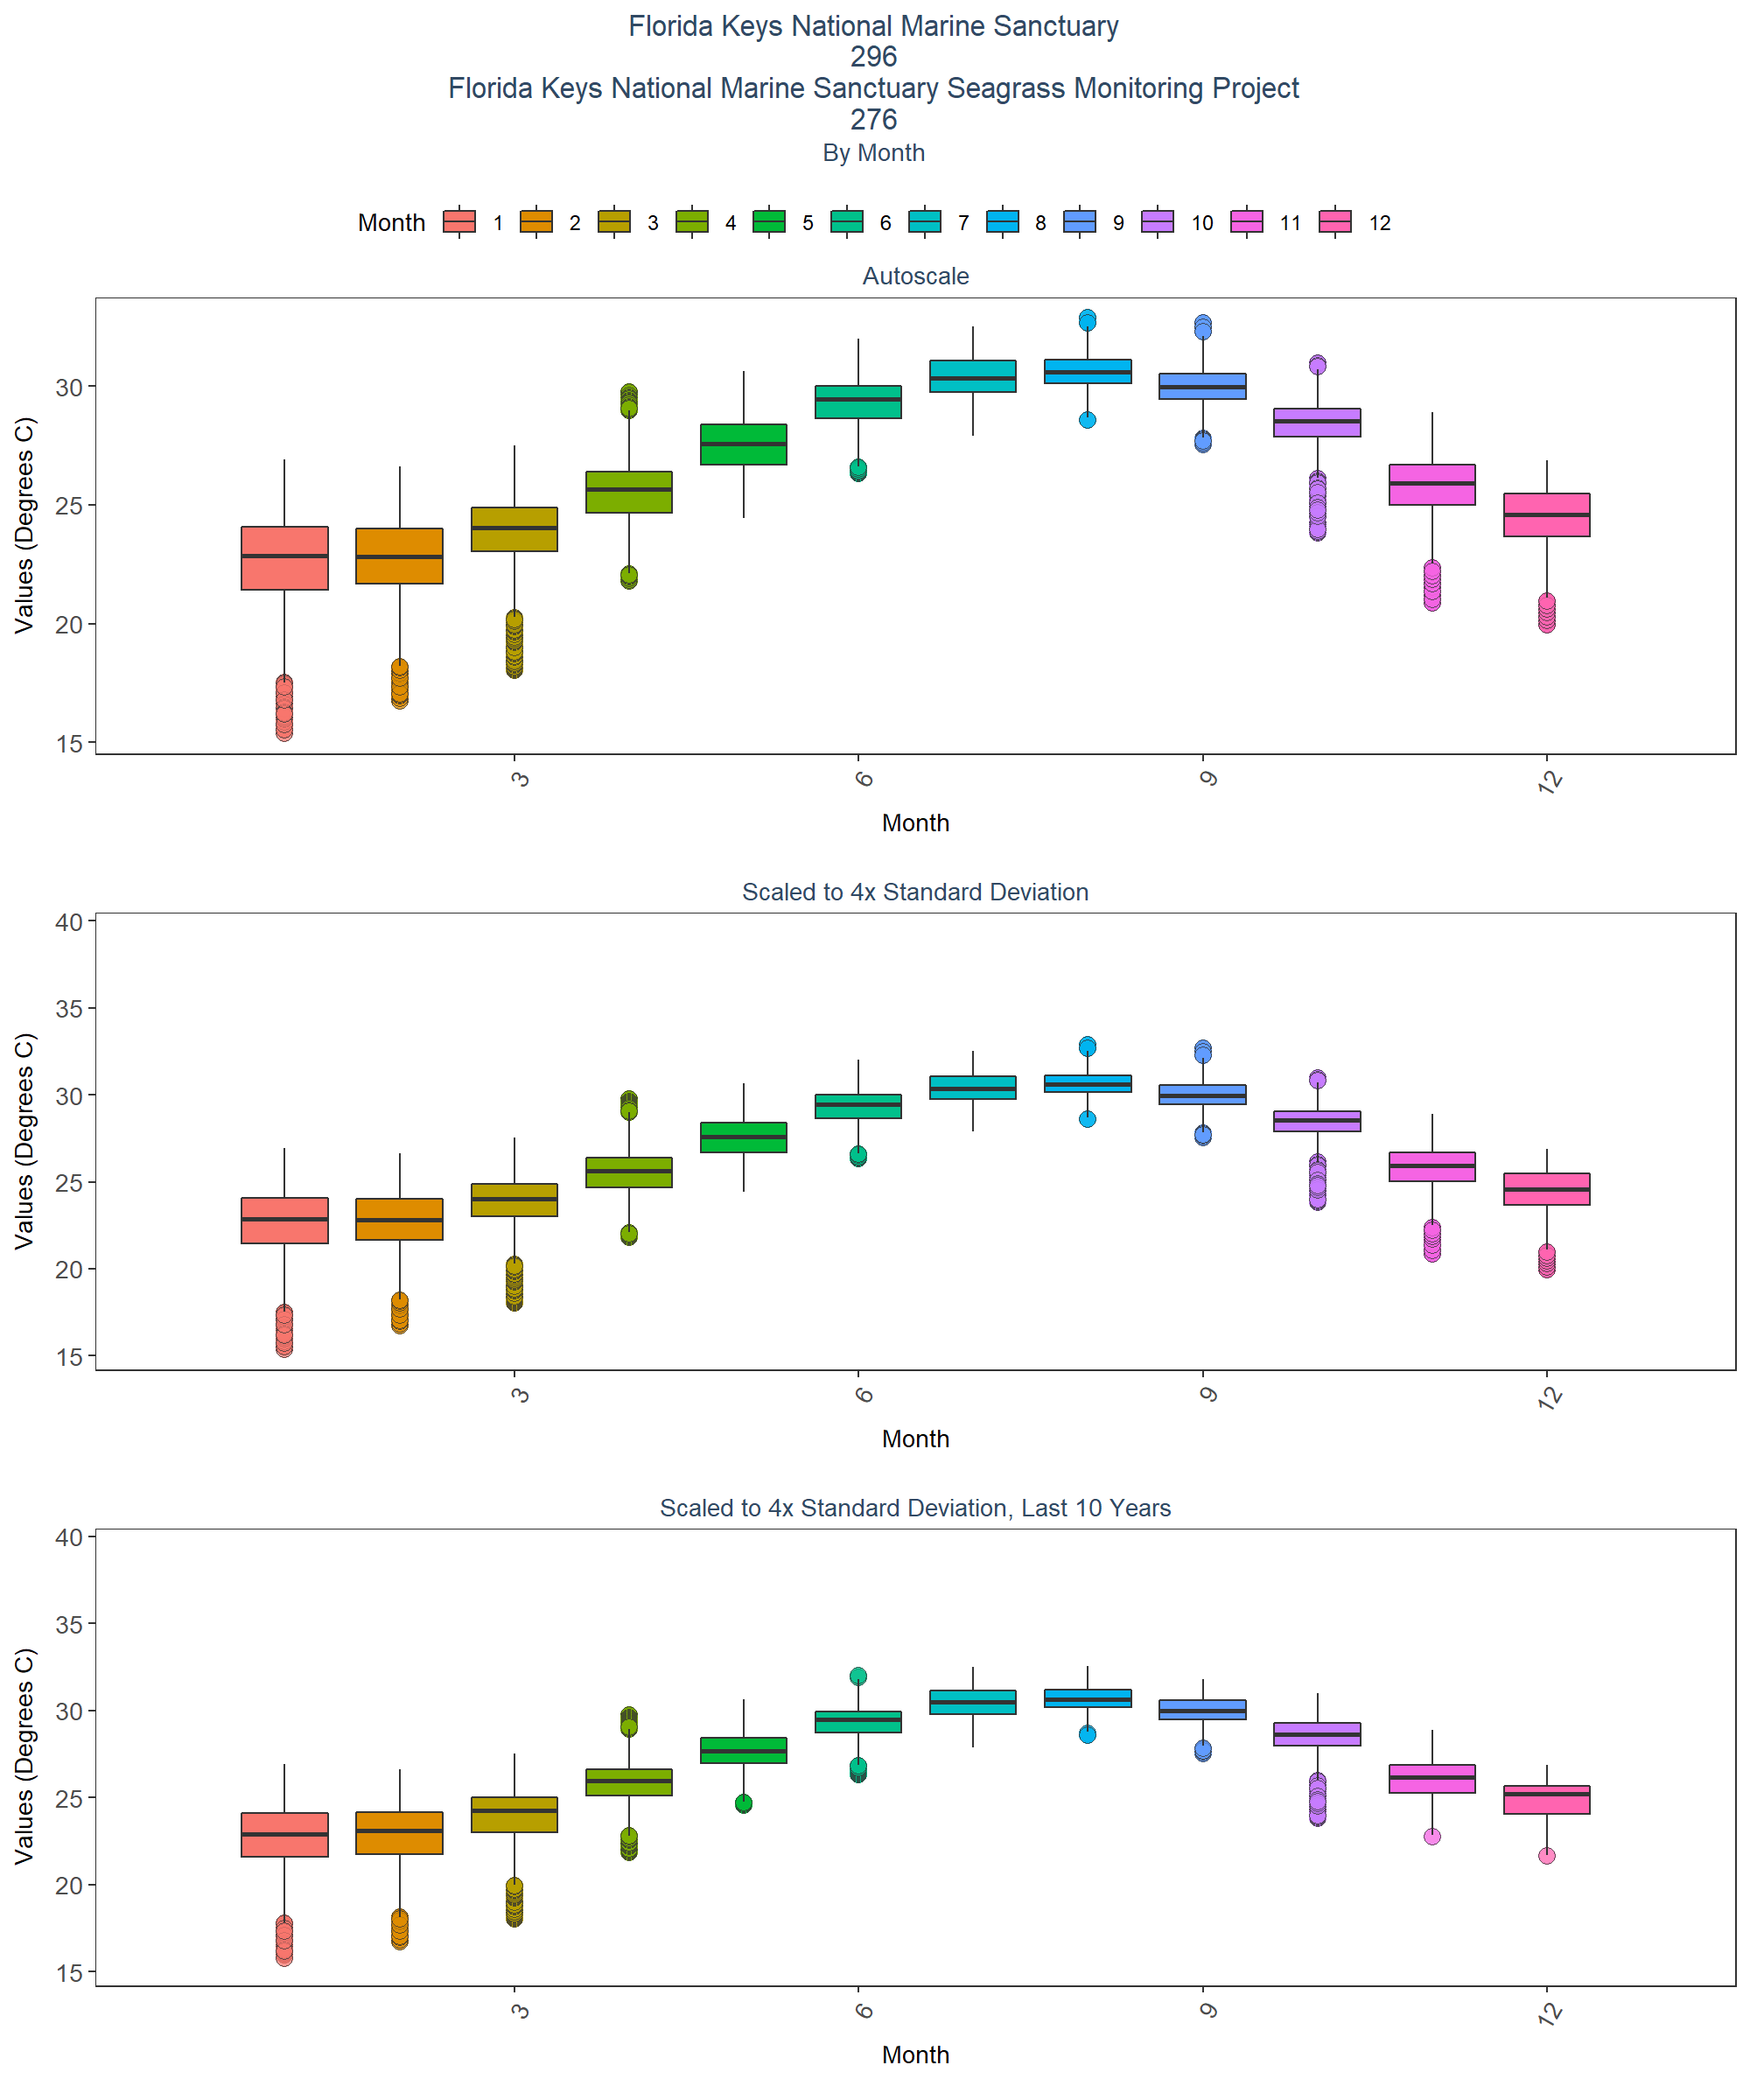 Florida Keys National Marine Sanctuary
296
Florida Keys National Marine Sanctuary Seagrass Monitoring Project
276
By Month
Month 1 2 3 4 5 6 7 8 9 10 11 12
Autoscale
Values (Degrees C)
30
25
20
15
3 6 9 12
Month
Scaled to 4x Standard Deviation
Values (Degrees C)
40
35
30
25
20
15
3 6 9 12
Month
Scaled to 4x Standard Deviation, Last 10 Years
Values (Degrees C)
40
35
30
25
20
15
3 6 9 12
Month